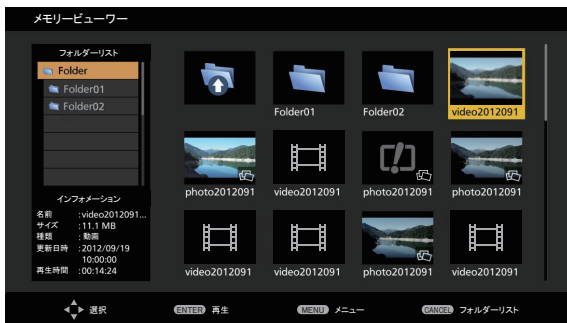 メモリービューワー
フォルダーリスト
Folder
Folder01
Folder02
インフォメーション
名前 :video2012091...
サイズ :11.1 MB
種類 :動画
更新日時 :2012/09/19
10:00:00
再生時間 :00:14:24
Folder01 Folder02 video2012091
photo2012091 video2012091 photo2012091 photo2012091
video2012091 video2012091 photo2012091 video2012091
選択 ENTER 再生 MENU メニュー CANCEL フォルダーリスト